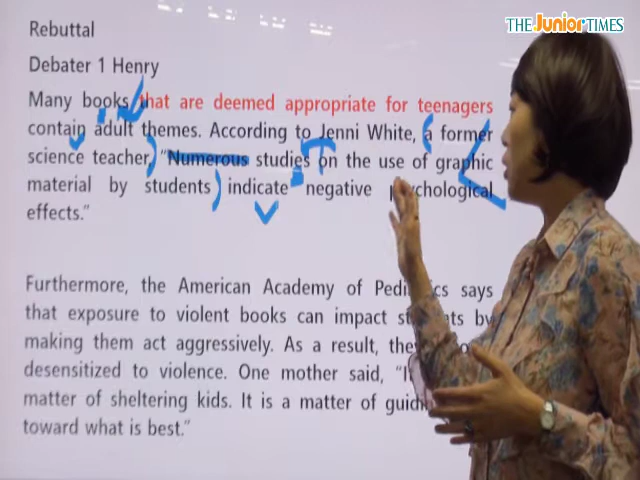 THE Junior TIMES
Rebuttal
Debater 1 Henry
Many books that are deemed appropriate for teenagers
contain adult themes. According to Jenni White, a former
science teacher, "Numerous studies on the use of graphic
material by students indicate negative psychological
effects."
Furthermore, the American Academy of says
that exposure to violent books can impact by
making them act aggressively. As a result,
desensitized to violence. One mother said,
matter of sheltering kids. It is a matter of
toward what is best."